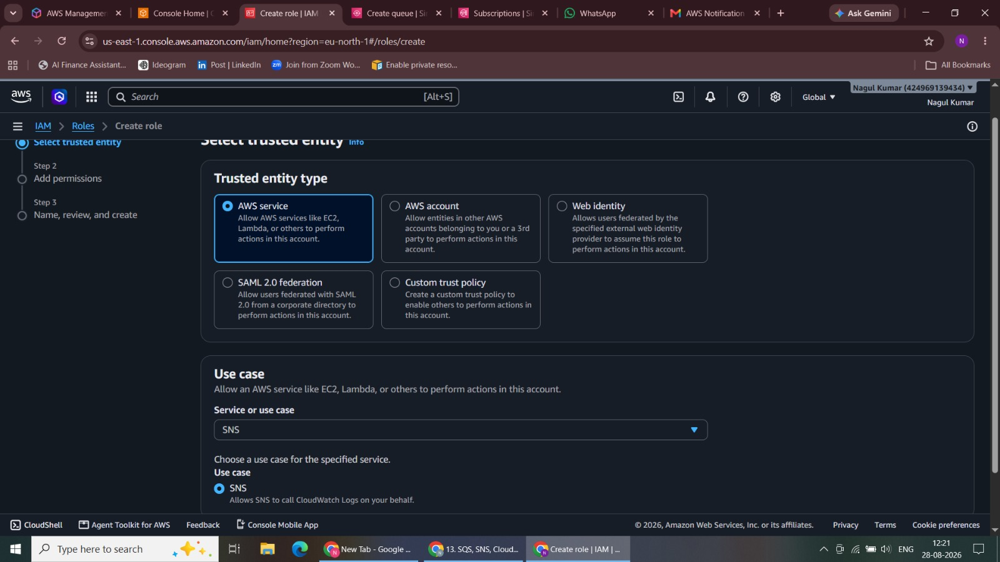 AWS Managemen
Console Home | C
Create role | IAM
Create queue | Si
Subscriptions | Si
WhatsApp
AWS Notification
Ask Gemini
us-east-1.console.aws.amazon.com/iam/home?region=eu-north-1#/roles/create
N
AI Finance Assistant...
Ideogram
Post | LinkedIn
Join from Zoom Wo...
Enable private reso...
All Bookmarks
aws
Search
[Alt+S]
Global
Nagul Kumar (424969139434)
Nagul Kumar
IAM
Roles
Create role
Select trusted entity
Step 2
Add permissions
Step 3
Name, review, and create
Select trusted entity Info
Trusted entity type
AWS service
Allow AWS services like EC2,
Lambda, or others to perform
actions in this account.
AWS account
Allow entities in other AWS
accounts belonging to you or a 3rd
party to perform actions in this
account.
Web identity
Allows users federated by the
specified external web identity
provider to assume this role to
perform actions in this account.
SAML 2.0 federation
Allow users federated with SAML
2.0 from a corporate directory to
perform actions in this account.
Custom trust policy
Create a custom trust policy to
enable others to perform actions in
this account.
Use case
Allow an AWS service like EC2, Lambda, or others to perform actions in this account.
Service or use case
SNS
Choose a use case for the specified service.
Use case
SNS
Allows SNS to call CloudWatch Logs on your behalf.
CloudShell
Agent Toolkit for AWS
Feedback
Console Mobile App
© 2026, Amazon Web Services, Inc. or its affiliates.
Privacy
Terms
Cookie preferences
Type here to search
New Tab - Google ...
13. SQS, SNS, Cloud...
Create role | IAM | ...
ENG
12:21
28-08-2026